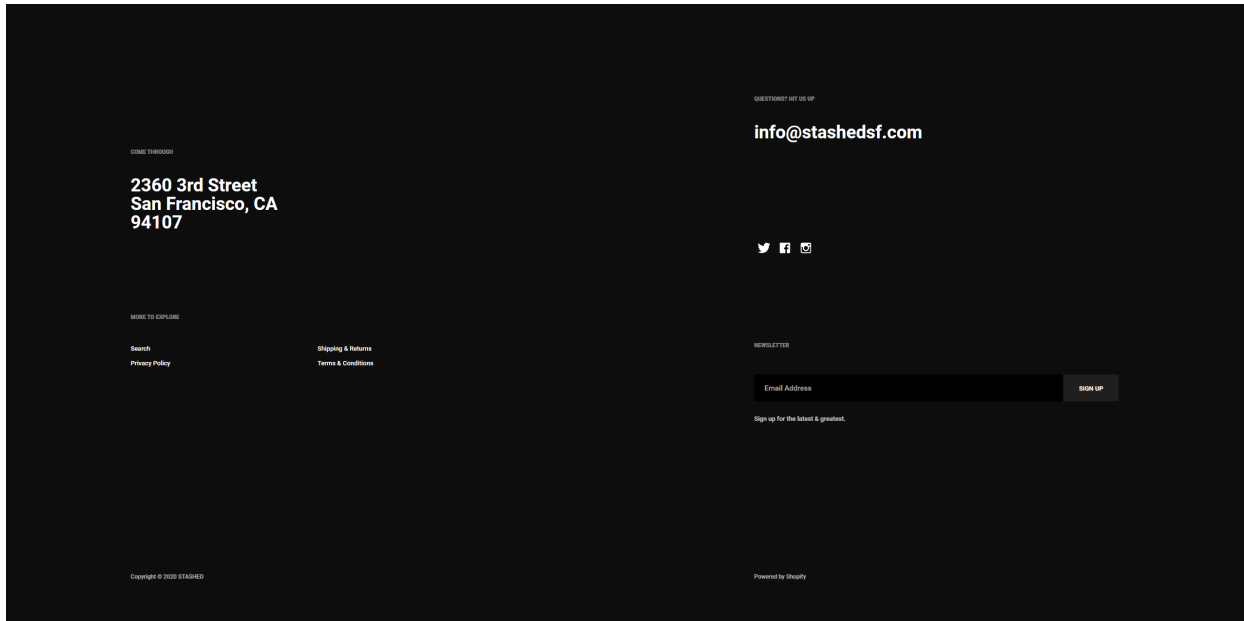 COME THROUGH
2360 3rd Street
San Francisco, CA
94107
MORE TO EXPLORE
Search
Shipping & Returns
Privacy Policy
Terms & Conditions
Copyright © 2020 STASHED
QUESTIONS? HIT US UP
info@stashedsf.com
NEWSLETTER
Email Address
SIGN UP
Sign up for the latest & greatest.
Powered by Shopify